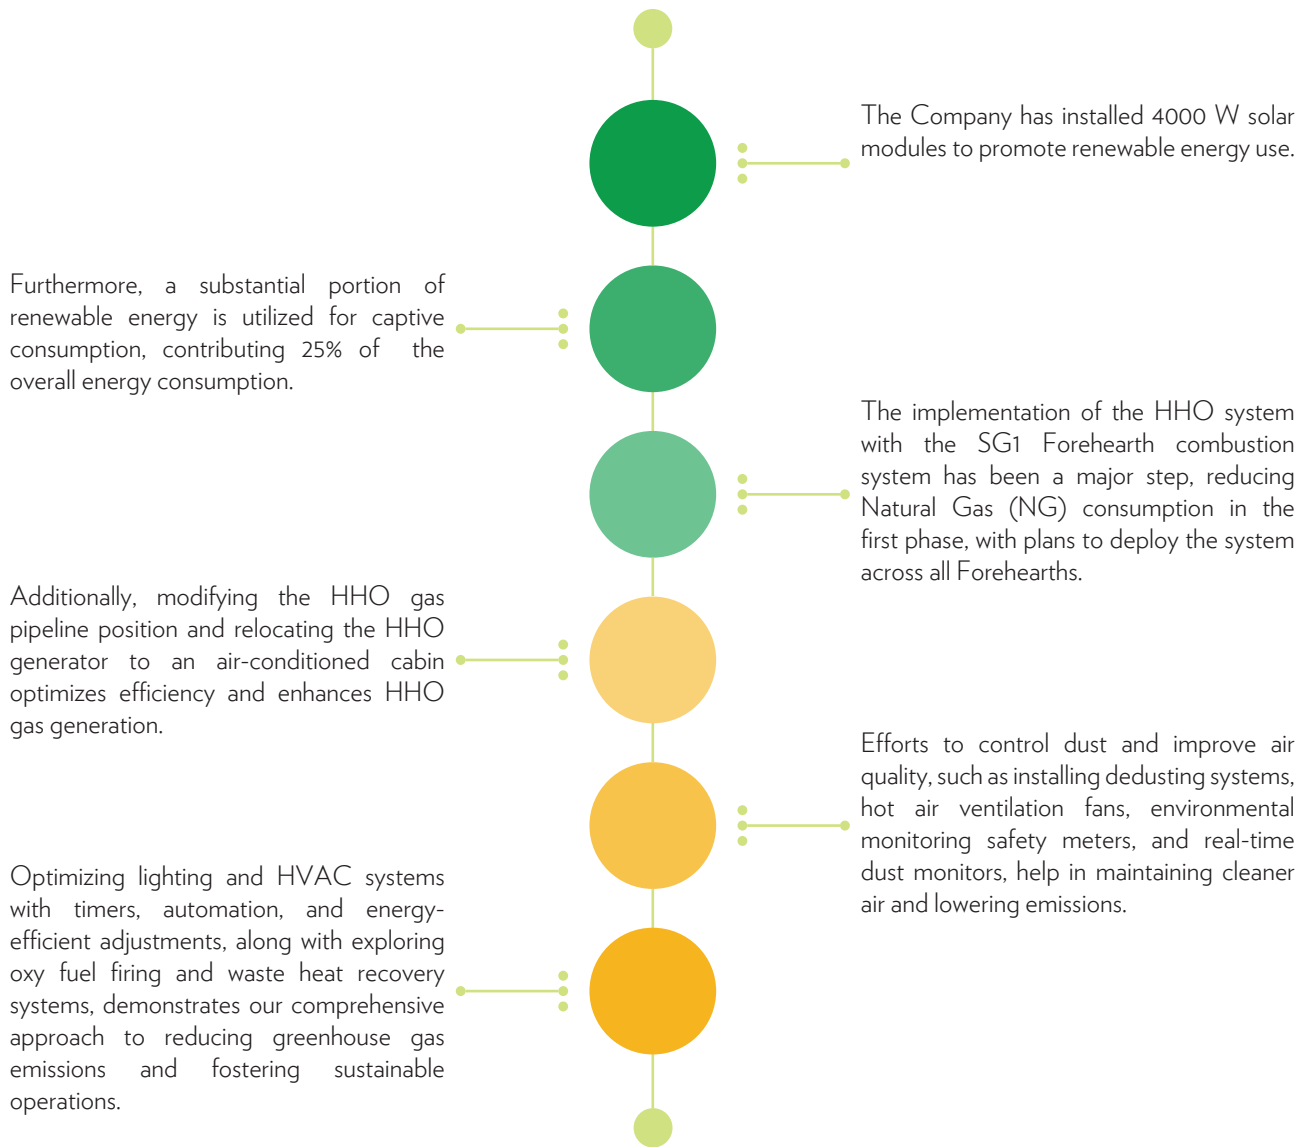 The Company has installed 4000 W solar
modules to promote renewable energy use.
Furthermore, a substantial portion of
renewable energy is utilized for captive
consumption, contributing 25% of the
overall energy consumption.
The implementation of the HHO system
with the SG1 Forehearth combustion
system has been a major step, reducing
Natural Gas (NG) consumption in the
first phase, with plans to deploy the system
across all Forehearths.
Additionally, modifying the HHO gas
pipeline position and relocating the HHO
generator to an air-conditioned cabin
optimizes efficiency and enhances HHO
gas generation.
Efforts to control dust and improve air
quality, such as installing dedusting systems,
hot air ventilation fans, environmental
monitoring safety meters, and real-time
dust monitors, help in maintaining cleaner
air and lowering emissions.
Optimizing lighting and HVAC systems
with timers, automation, and energy-
efficient adjustments, along with exploring
oxy fuel firing and waste heat recovery
systems, demonstrates our comprehensive
approach to reducing greenhouse gas
emissions and fostering sustainable
operations.